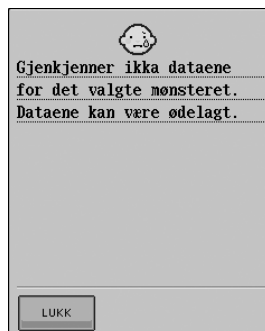 Gjenkjenner ikka dataene
for det valgte mønsteret.
Dataene kan være ødelagt.
LUKK